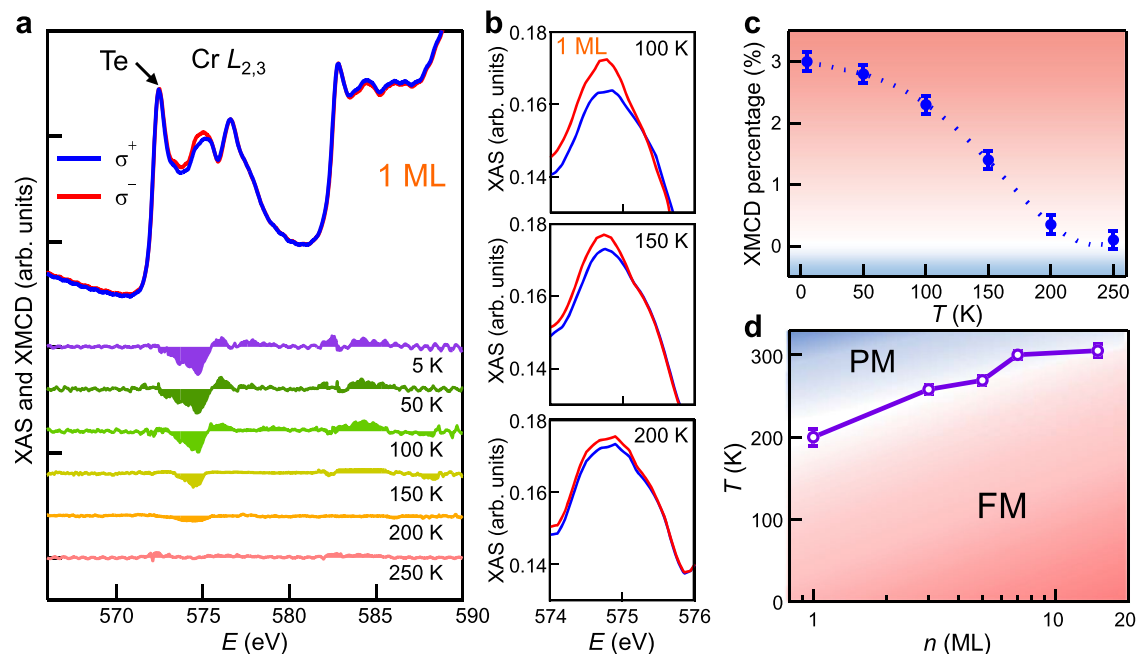 a
Te
Cr L2,3
σ+
σ−
1 ML
5 K
50 K
100 K
150 K
200 K
250 K
XAS and XMCD (arb. units)
570 575 580 585 590
E (eV)
b
1 ML
100 K
0.18
0.16
0.14
XAS (arb. units)
150 K
0.18
0.16
0.14
XAS (arb. units)
200 K
0.18
0.16
0.14
XAS (arb. units)
574 575 576
E (eV)
c
3
2
1
0
XMCD percentage (%)
0 50 100 150 200 250
T (K)
d
PM
FM
300
200
100
0
T (K)
1 10 20
n (ML)